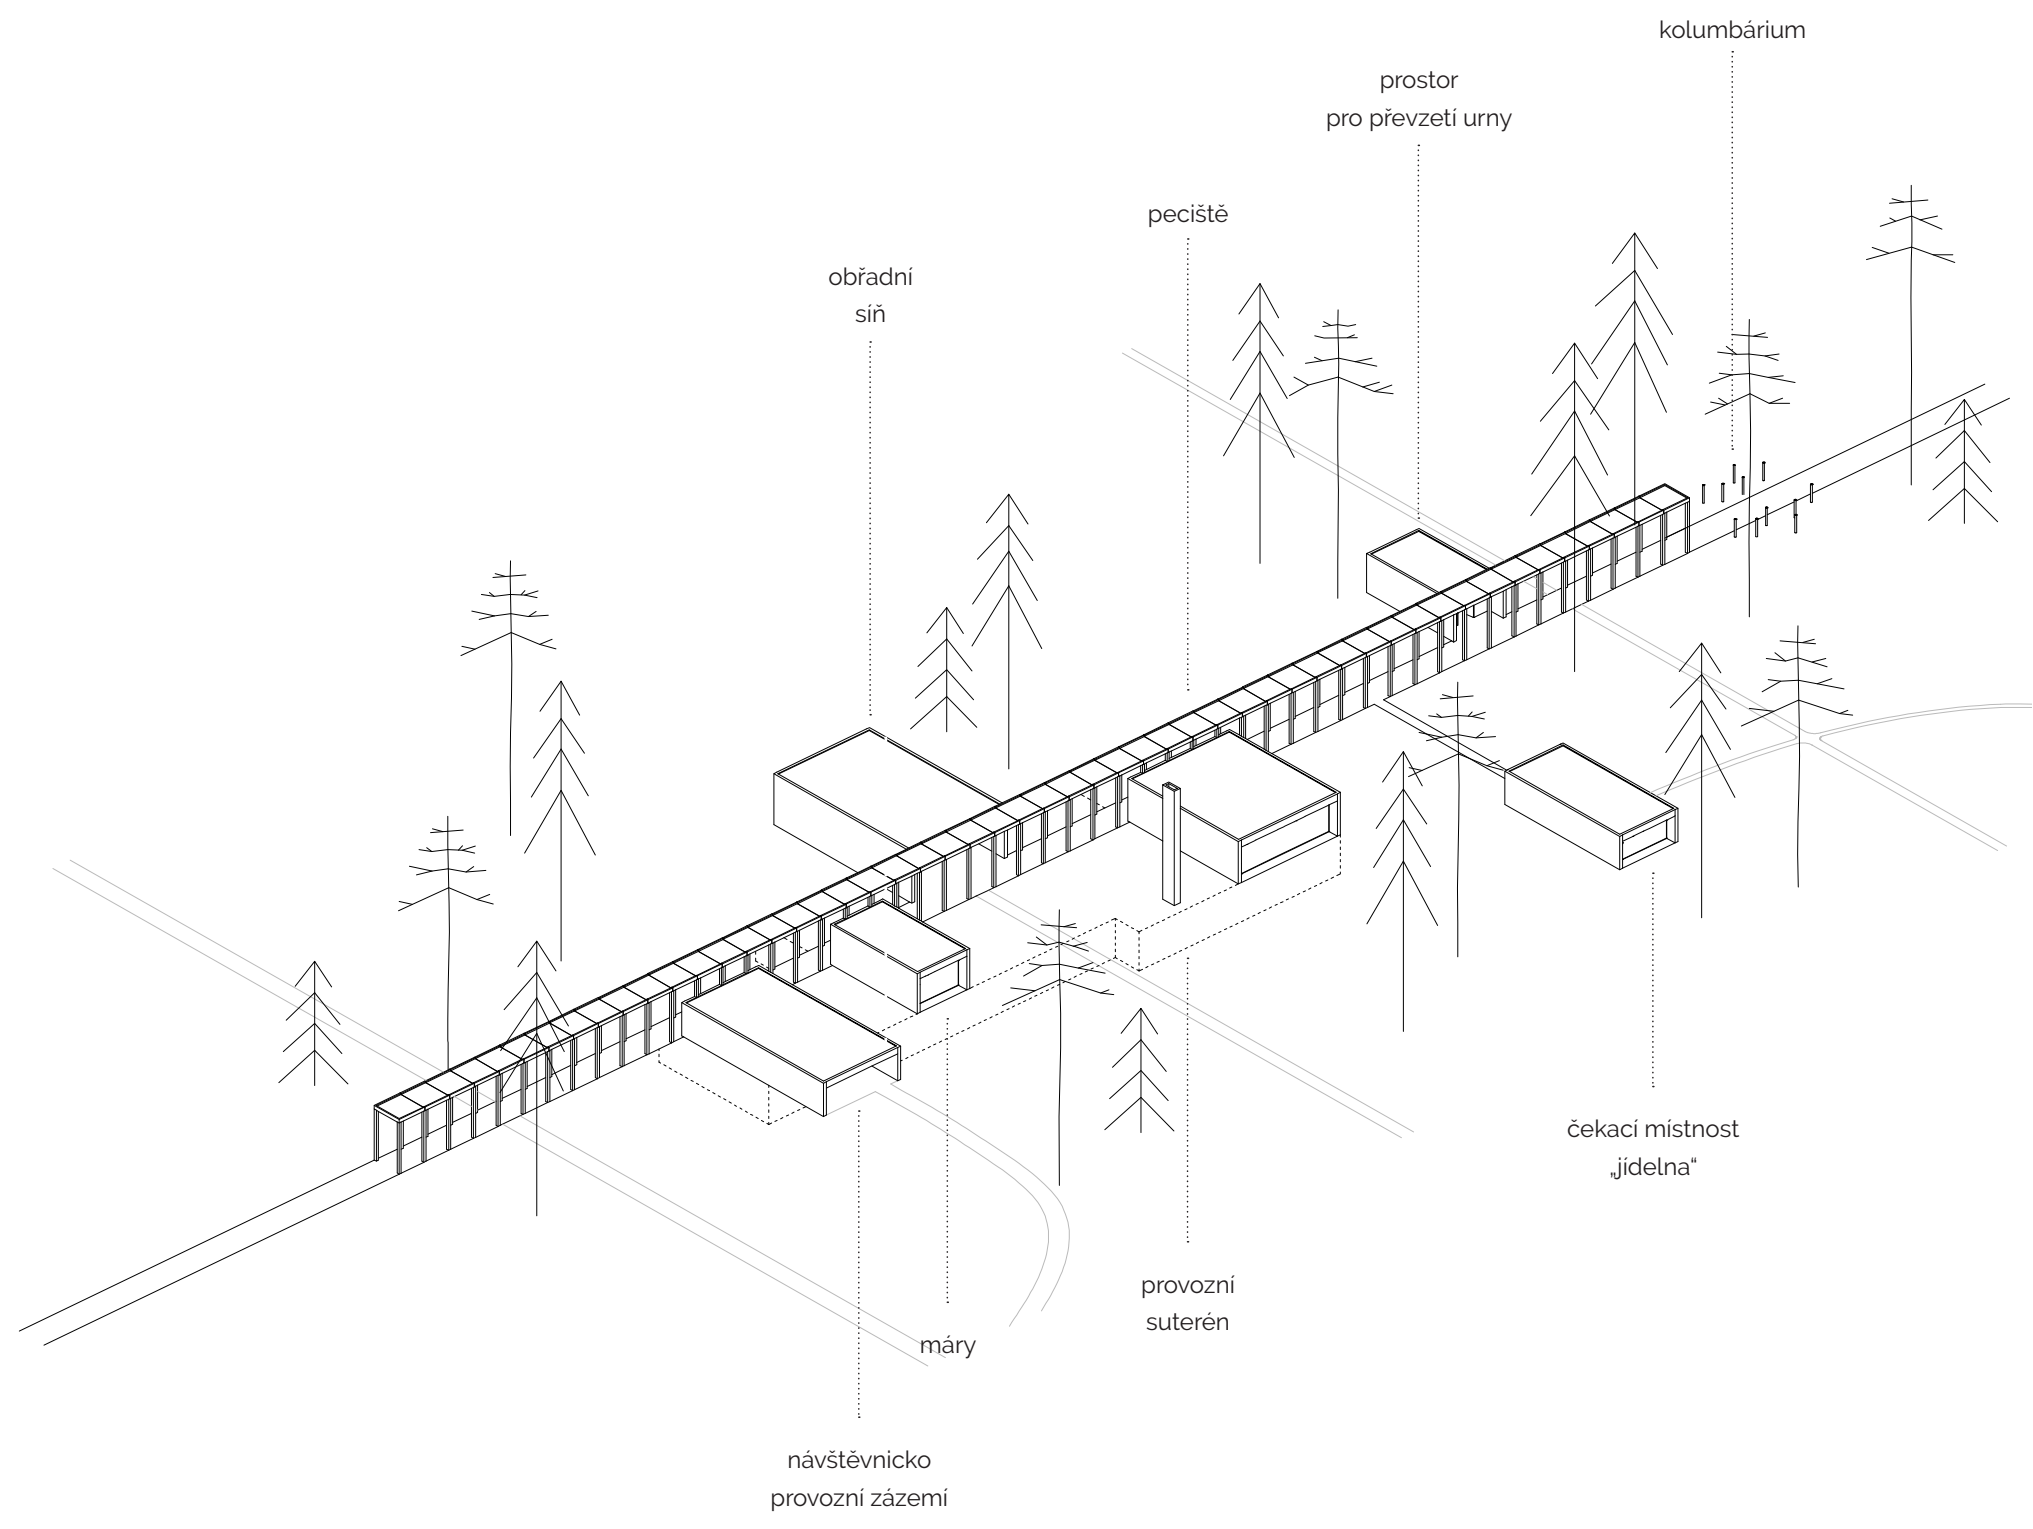 kolumbárium
prostor
pro převzetí urny
peciště
obřadní
síň
čekací místnost
„jídelna“
provozní
suterén
máry
návštěvnicko
provozní zázemí